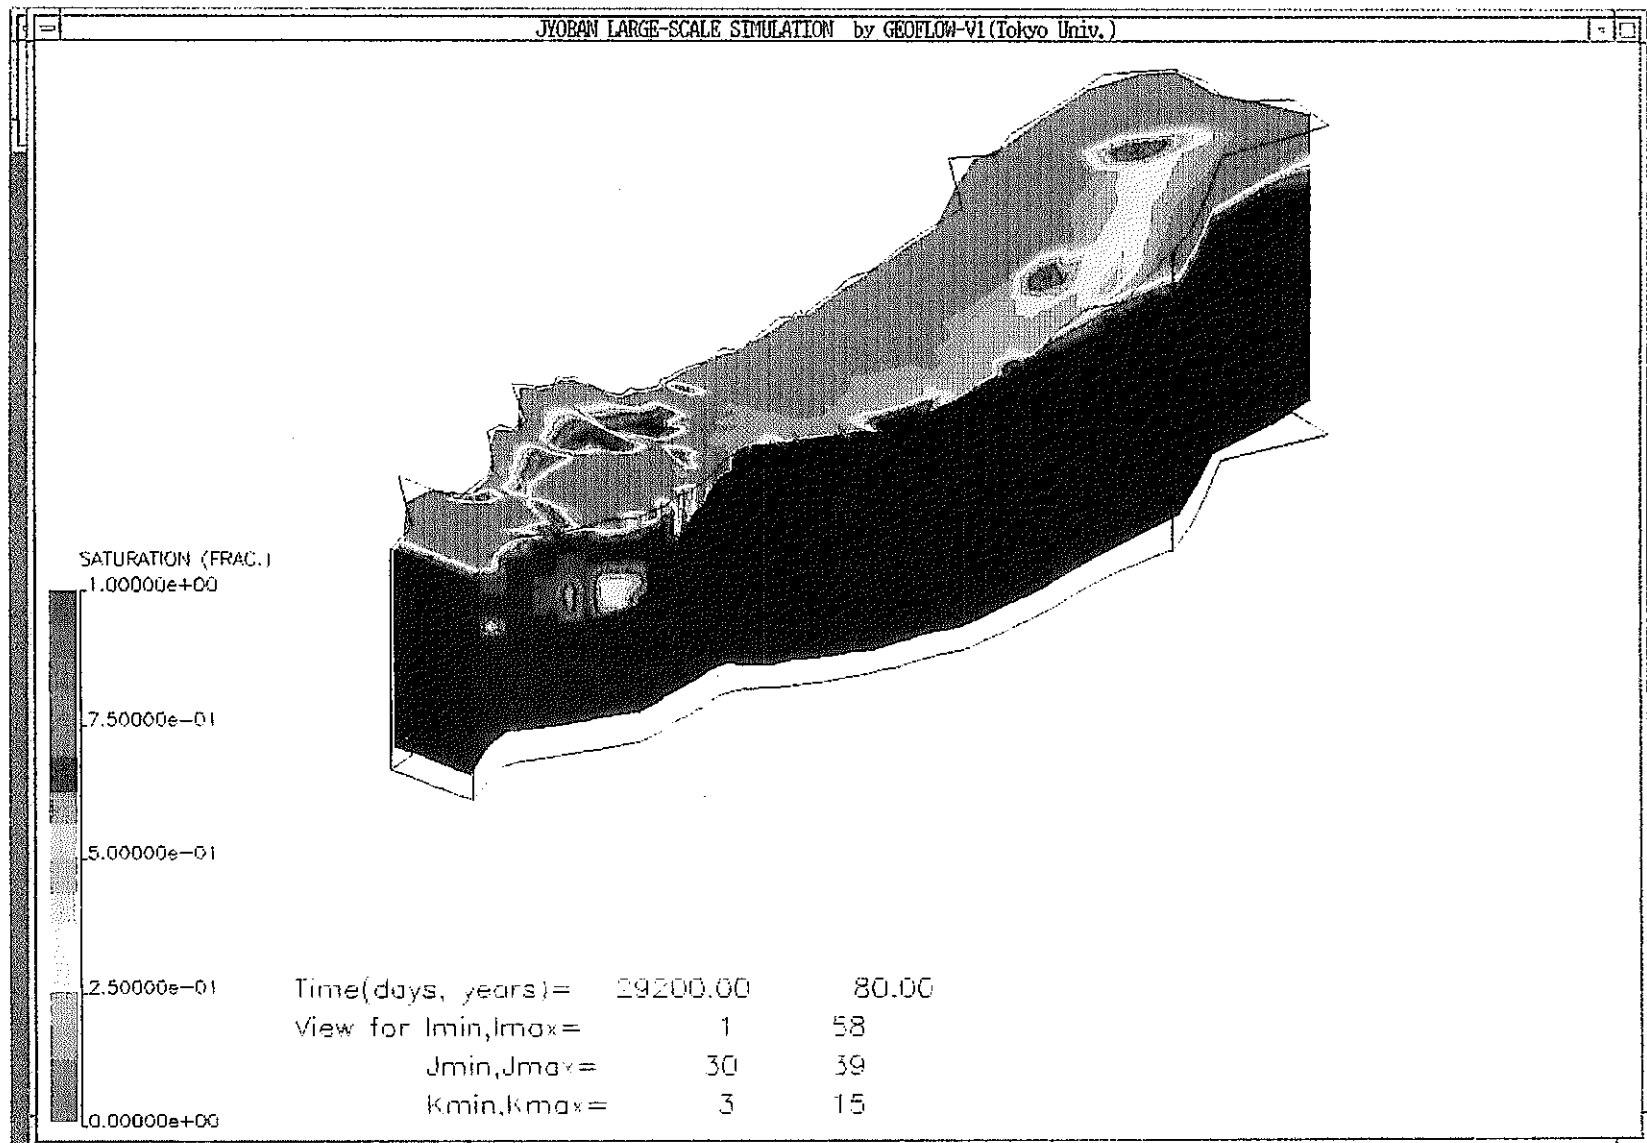 JYOBAN LARGE-SCALE SIMULATION by GEOFLOW-V1(Tokyo Univ.)
SATURATION (FRAC.)
1.00000e+00
7.50000e-01
5.00000e-01
2.50000e-01
0.00000e+00
Time(days, years)= 29200.00 80.00
View for Imin,Imax= 1 58
Jmin,Jmax= 30 39
Kmin,Kmax= 3 15